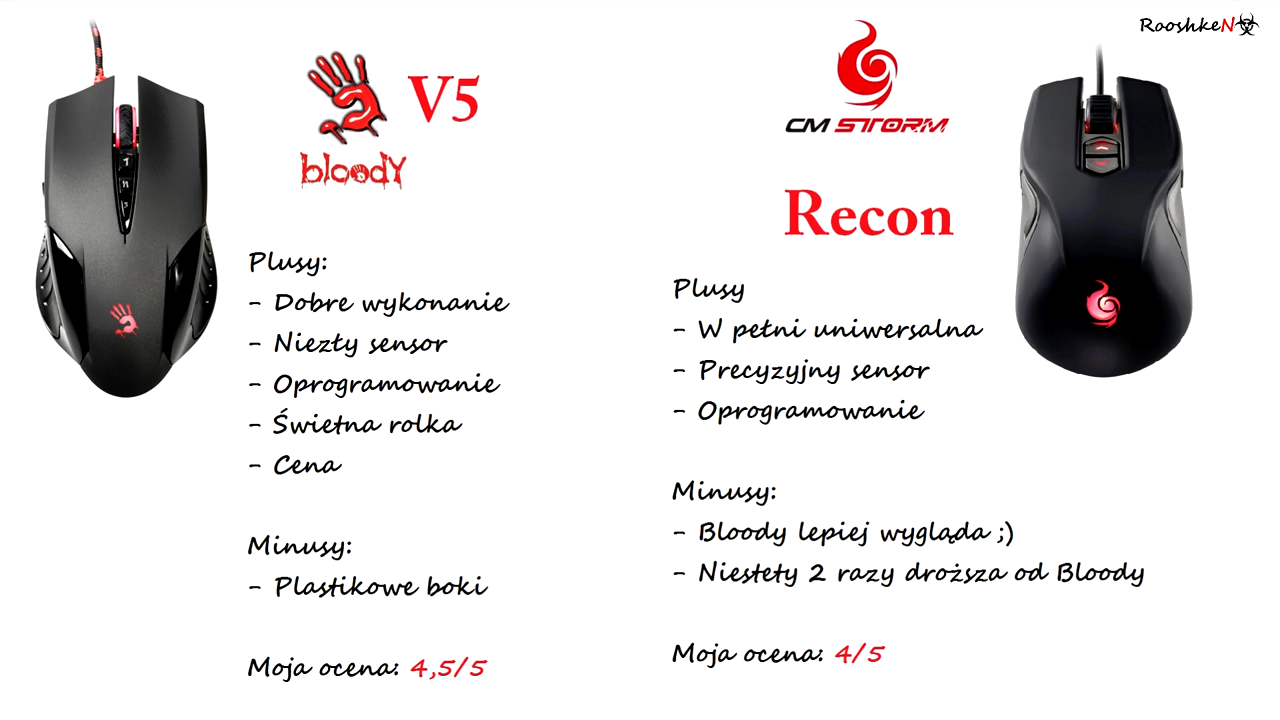 RooshkeN
bloody
V5
Plusy:
- Dobre wykonanie
- Niezły sensor
- Oprogramowanie
- Świetna rolka
- Cena
Minusy:
- Plastikowe boki
Moja ocena: 4,5/5
CM STORM
Recon
Plusy
- W pełni uniwersalna
- Precyzyjny sensor
- Oprogramowanie
Minusy:
- Bloody lepiej wygląda ;)
- Niestety 2 razy droższa od Bloody
Moja ocena: 4/5